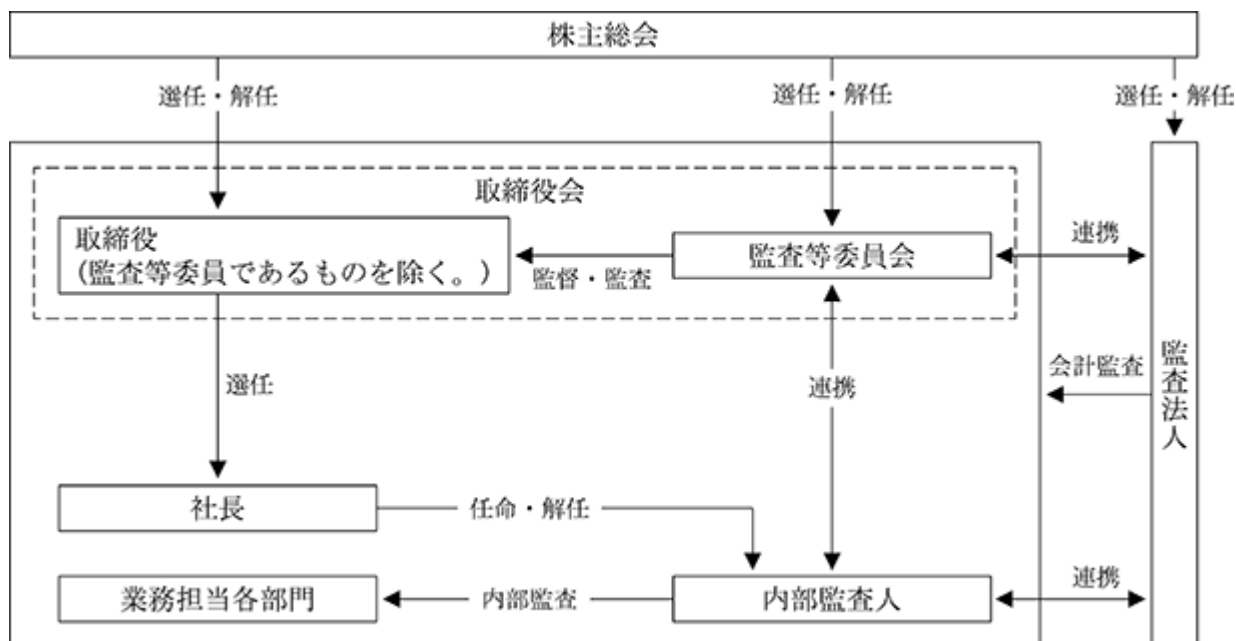 株主総会
選任・解任
選任・解任
選任・解任
取締役会
取締役
（監査等委員であるものを除く。）
監督・監査
監査等委員会
連携
選任
連携
会計監査
監査法人
社長
任命・解任
業務担当各部門
内部監査
内部監査人
連携